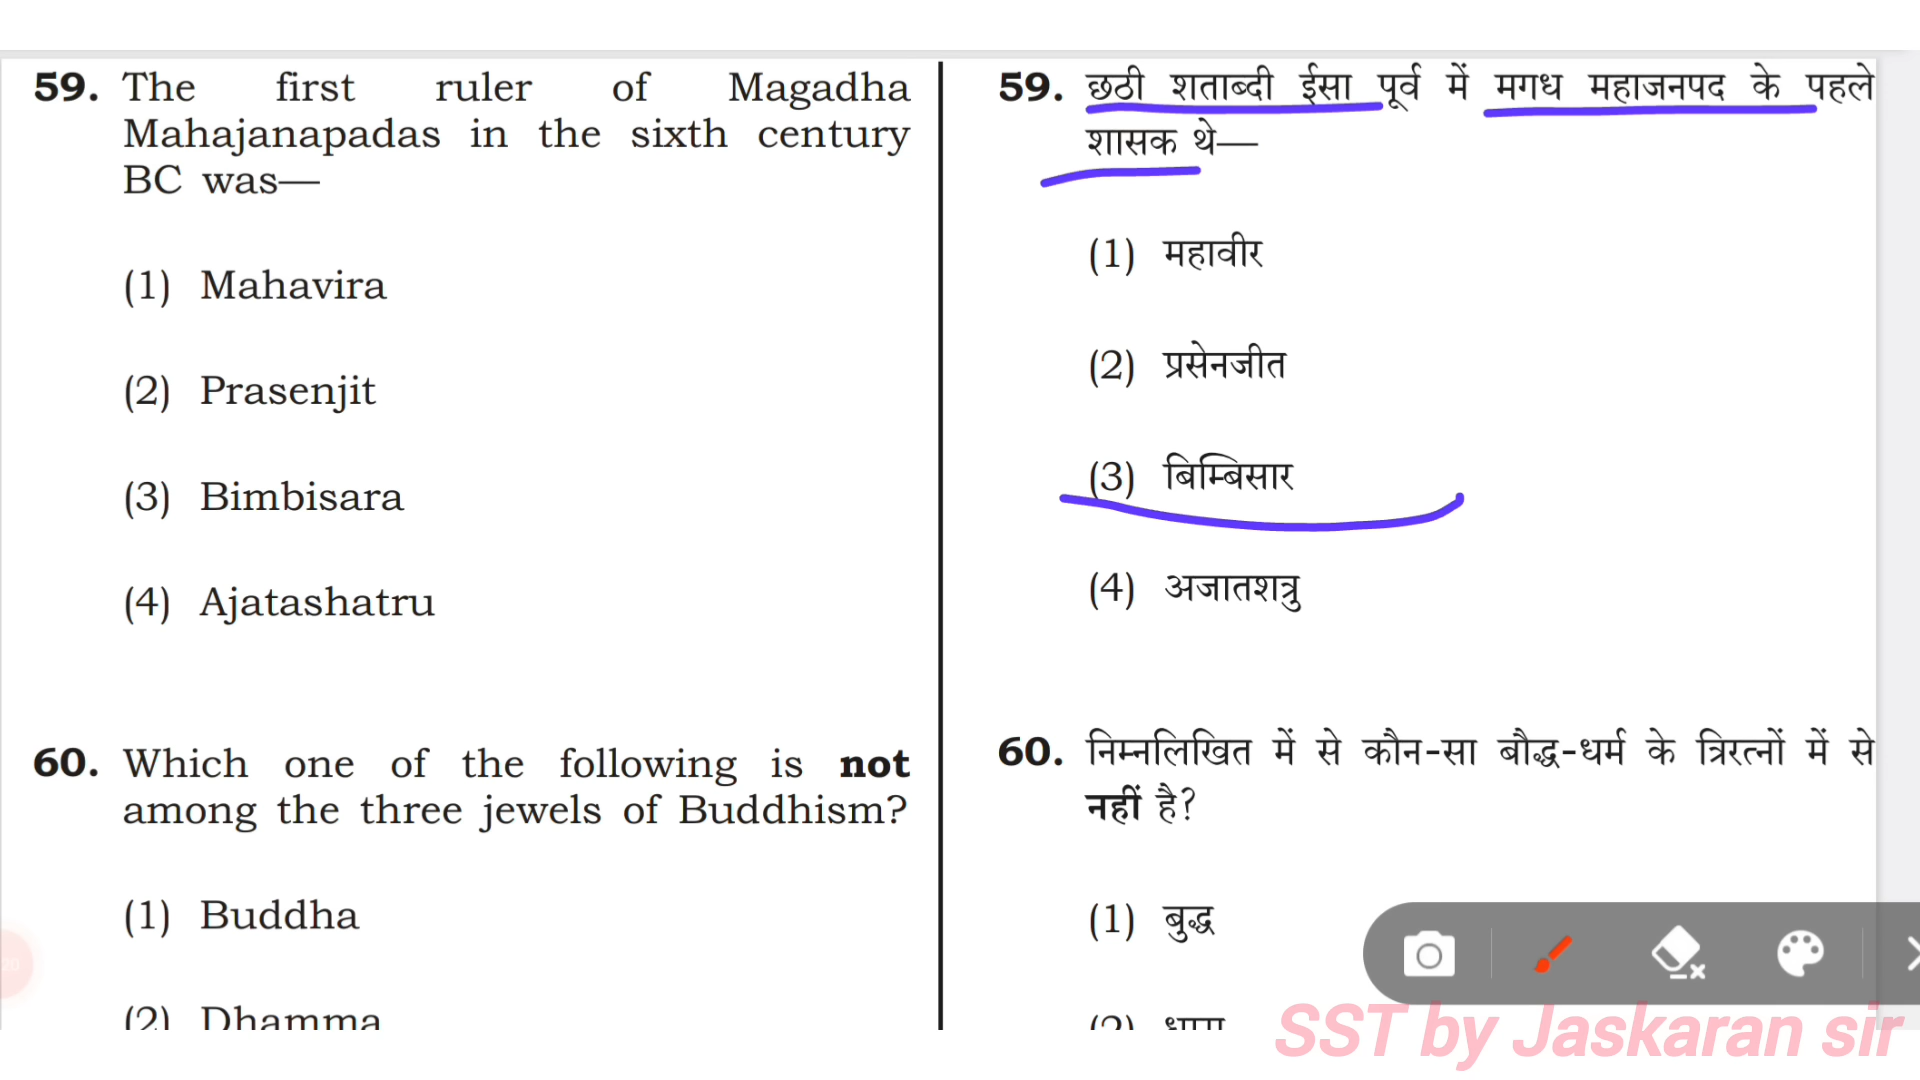 59. The first ruler of Magadha
Mahajanapadas in the sixth century
BC was—
(1) Mahavira
(2) Prasenjit
(3) Bimbisara
(4) Ajatashatru
60. Which one of the following is not
among the three jewels of Buddhism?
(1) Buddha
(2) Dhamma
59. छठी शताब्दी ईसा पूर्व में मगध महाजनपद के पहले
शासक थे—
(1) महावीर
(2) प्रसेनजीत
(3) बिम्बिसार
(4) अजातशत्रु
60. निम्नलिखित में से कौन-सा बौद्ध-धर्म के त्रिरत्नों में से
नहीं है?
(1) बुद्ध
(2)
SST by Jaskaran sir
20